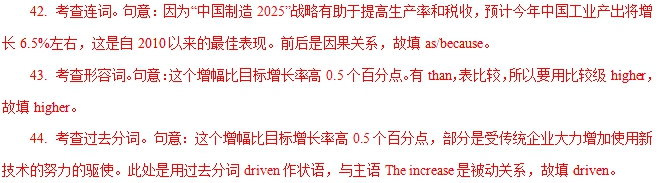 42. 考查连词。句意：因为“中国制造 2025”战略有助于提高生产率和税收，预计今年中国工业产出将增
长 6.5%左右，这是自 2010 以来的最佳表现。前后是因果关系，故填 as/because。
43. 考查形容词。句意：这个增幅比目标增长率高 0.5 个百分点。有 than，表比较，所以要用比较级 higher，
故填 higher。
44. 考查过去分词。句意：这个增幅比目标增长率高 0.5 个百分点，部分是受传统企业大力增加使用新
技术的努力的驱使。此处是用过去分词 driven 作状语，与主语 The increase 是被动关系，故填 driven。